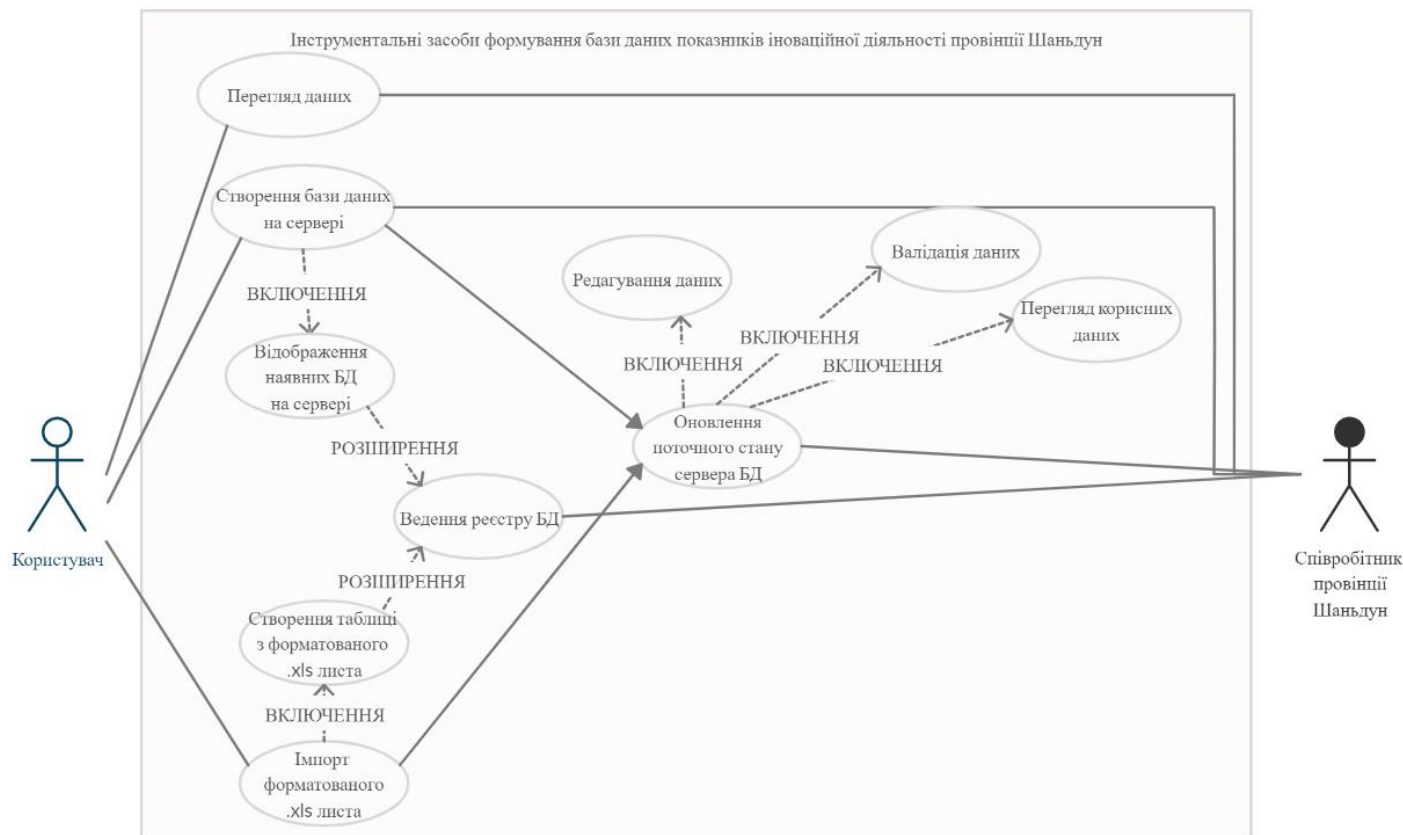 Інструментальні засоби формування бази даних показників іноваційної діяльності провінції Шаньдун
Перегляд даних
Створення бази даних
на сервері
ВКЛЮЧЕННЯ
Відображення
наявних БД
на сервері
РОЗШИРЕННЯ
Ведення реєстру БД
РОЗШИРЕННЯ
Створення таблиці
з форматованого
.xls листа
ВКЛЮЧЕННЯ
Імпорт
форматованого
.xls листа
Редагування даних
Валідація даних
Перегляд корисних
даних
ВКЛЮЧЕННЯ
ВКЛЮЧЕННЯ
ВКЛЮЧЕННЯ
Оновлення
поточного стану
сервера БД
Користувач
Співробітник
провінції
Шаньдун